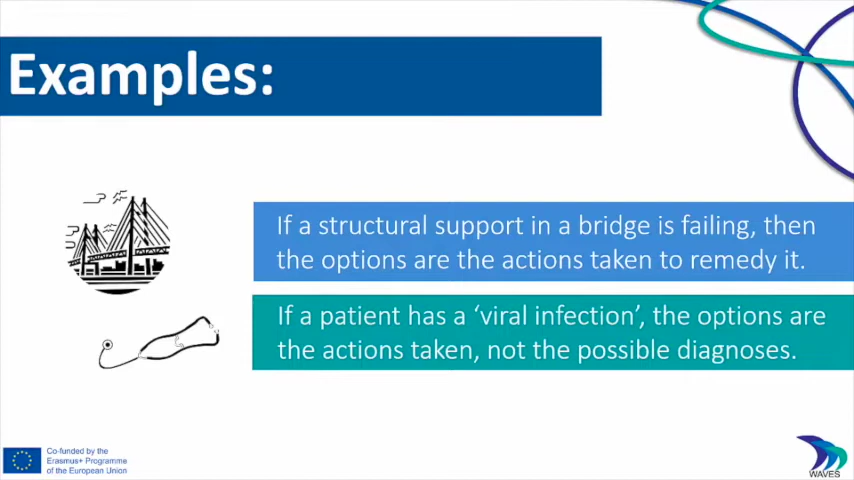 Examples:
If a structural support in a bridge is failing, then
the options are the actions taken to remedy it.
If a patient has a ‘viral infection’, the options are
the actions taken, not the possible diagnoses.
Co-funded by the
Erasmus+ Programme
of the European Union
WAVES